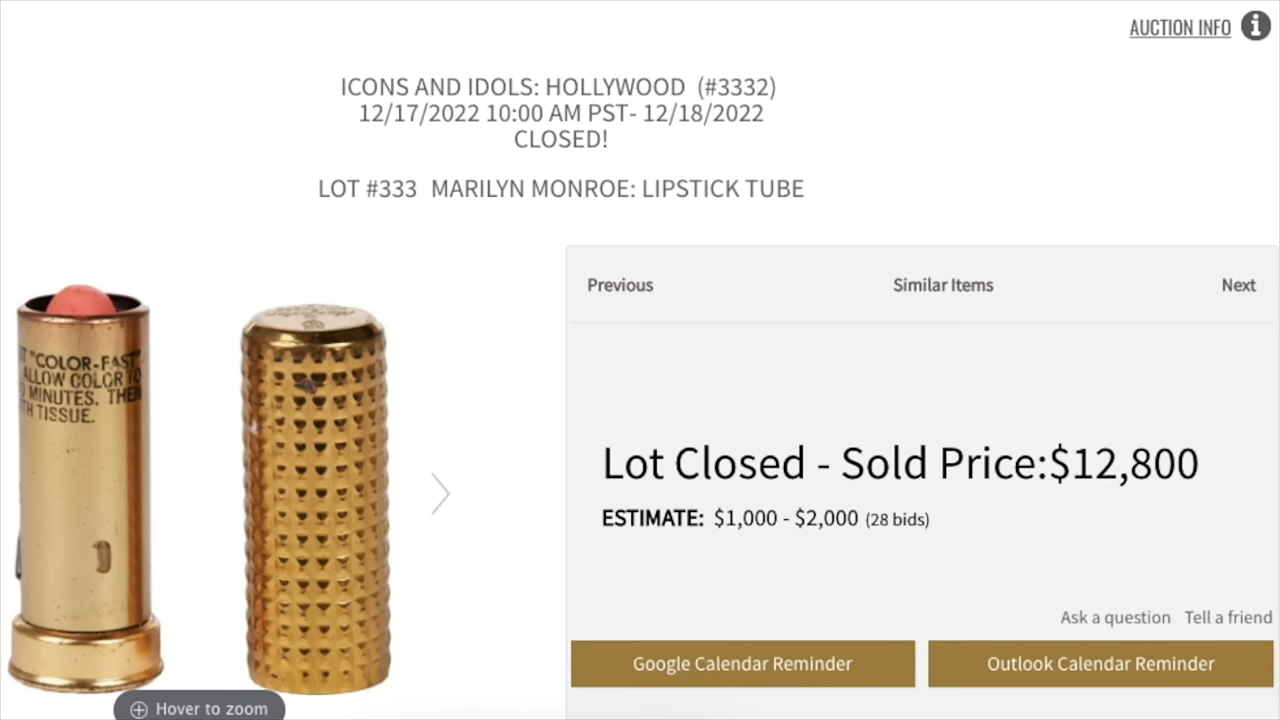 AUCTION INFO
ICONS AND IDOLS: HOLLYWOOD (#3332)
12/17/2022 10:00 AM PST- 12/18/2022
CLOSED!
LOT #333 MARILYN MONROE: LIPSTICK TUBE
Previous Similar Items Next
"COLOR-FAST"
ALLOW COLOR TO
MINUTES. THEN
TISSUE.
Lot Closed - Sold Price:$12,800
ESTIMATE: $1,000 - $2,000 (28 bids)
Ask a question Tell a friend
Google Calendar Reminder Outlook Calendar Reminder
Hover to zoom